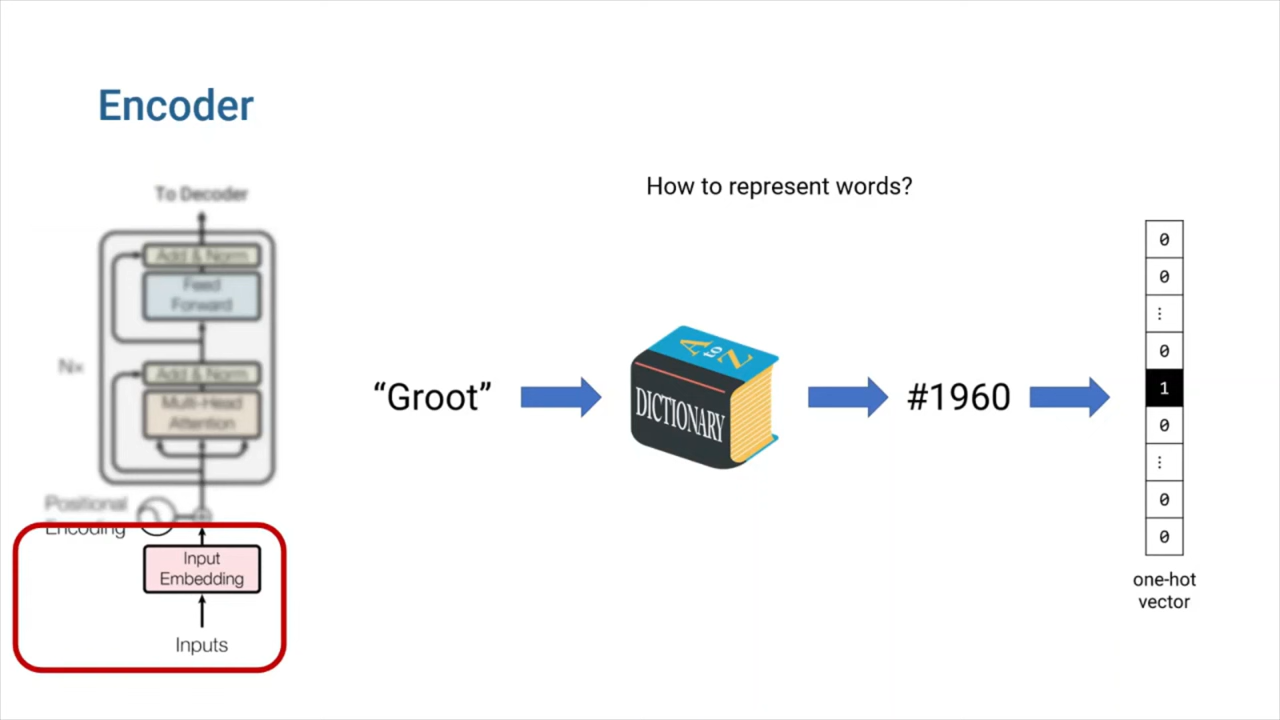 Encoder
How to represent words?
To Decoder
Add & Norm
Feed
Forward
Nx
Add & Norm
Multi-Head
Attention
Positional
Encoding
Input
Embedding
Inputs
“Groot”
A
to
Z
DICTIONARY
#1960
0
0
⋮
0
1
0
⋮
0
0
one-hot
vector